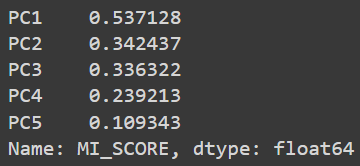 PC1    0.537128
PC2    0.342437
PC3    0.336322
PC4    0.239213
PC5    0.109343
Name: MI_SCORE, dtype: float64